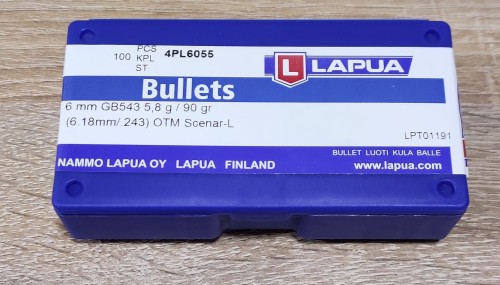 100 PCS KPL ST 4PL6055
L LAPUA
Bullets
6 mm GB543 5,8 g / 90 gr
(6.18mm/.243) OTM Scenar-L
LPT01191
BULLET LUOTI KULA BALLE
NAMMO LAPUA OY LAPUA FINLAND www.lapua.com